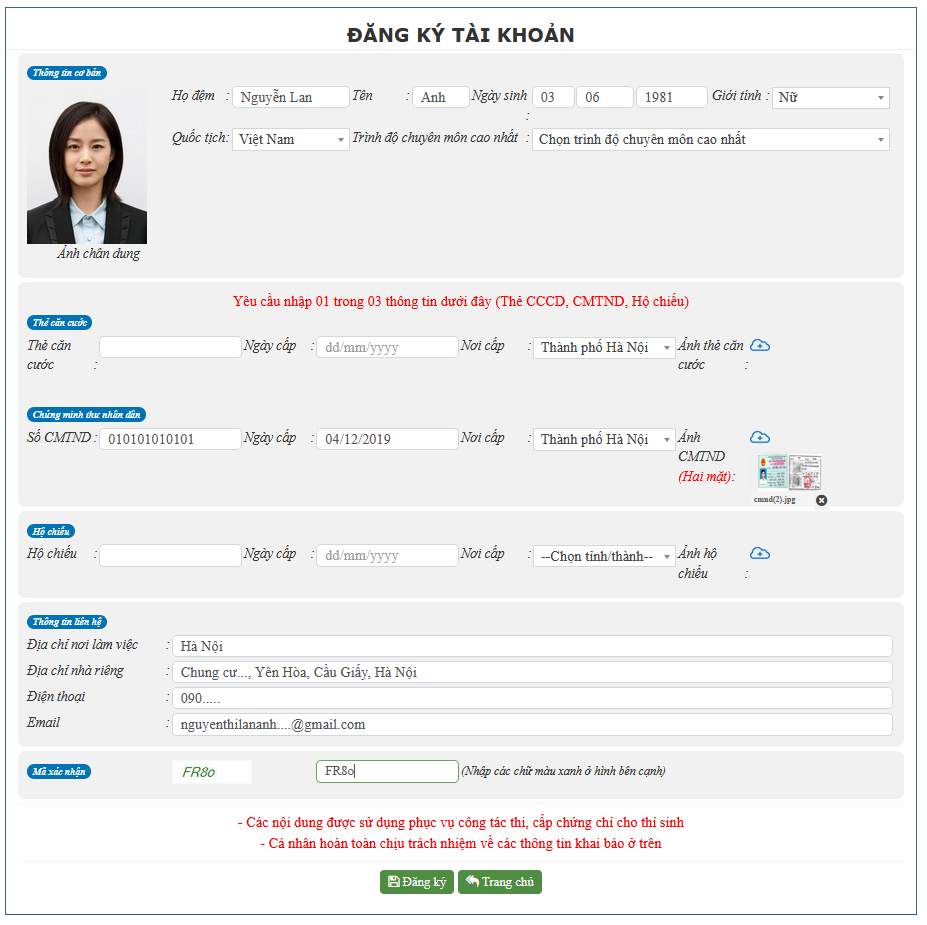 ĐĂNG KÝ TÀI KHOẢN
Thông tin cơ bản
Họ đệm : Nguyễn Lan Tên : Anh Ngày sinh : 03 06 1981 Giới tính : Nữ
Quốc tịch: Việt Nam Trình độ chuyên môn cao nhất : Chọn trình độ chuyên môn cao nhất
Ảnh chân dung
Yêu cầu nhập 01 trong 03 thông tin dưới đây (Thẻ CCCD, CMTND, Hộ chiếu)
Thẻ căn cước
Thẻ căn cước : Ngày cấp : dd/mm/yyyy Nơi cấp : Thành phố Hà Nội Ảnh thẻ căn cước :
Chứng minh thư nhân dân
Số CMTND : 010101010101 Ngày cấp : 04/12/2019 Nơi cấp : Thành phố Hà Nội Ảnh CMTND (Hai mặt):
cmnd(2).jpg
Hộ chiếu
Hộ chiếu : Ngày cấp : dd/mm/yyyy Nơi cấp : --Chọn tỉnh/thành-- Ảnh hộ chiếu :
Thông tin liên hệ
Địa chỉ nơi làm việc : Hà Nội
Địa chỉ nhà riêng : Chung cư..., Yên Hòa, Cầu Giấy, Hà Nội
Điện thoại : 090.....
Email : nguyenthilananh....@gmail.com
Mã xác nhận FR8o FR8o (Nhập các chữ màu xanh ở hình bên cạnh)
- Các nội dung được sử dụng phục vụ công tác thi, cấp chứng chỉ cho thí sinh
- Cá nhân hoàn toàn chịu trách nhiệm về các thông tin khai báo ở trên
Đăng ký Trang chủ